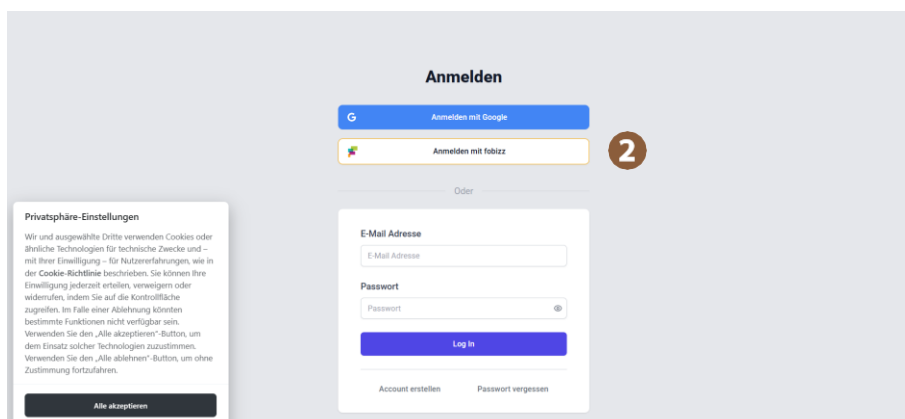 Anmelden
G Anmelden mit Google
Anmelden mit fobizz
2
Oder
E-Mail Adresse
E-Mail Adresse
Passwort
Passwort
Log In
Account erstellen Passwort vergessen
Privatsphäre-Einstellungen
Wir und ausgewählte Dritte verwenden Cookies oder
ähnliche Technologien für technische Zwecke und –
mit Ihrer Einwilligung – für Nutzererfahrungen, wie in
der Cookie-Richtlinie beschrieben. Sie können Ihre
Einwilligung jederzeit erteilen, verweigern oder
widerrufen, indem Sie auf die Kontrollfläche
zugreifen. Im Falle einer Ablehnung könnten
bestimmte Funktionen nicht verfügbar sein.
Verwenden Sie den „Alle akzeptieren“-Button, um
dem Einsatz solcher Technologien zuzustimmen.
Verwenden Sie den „Alle ablehnen“-Button, um ohne
Zustimmung fortzufahren.
Alle akzeptieren